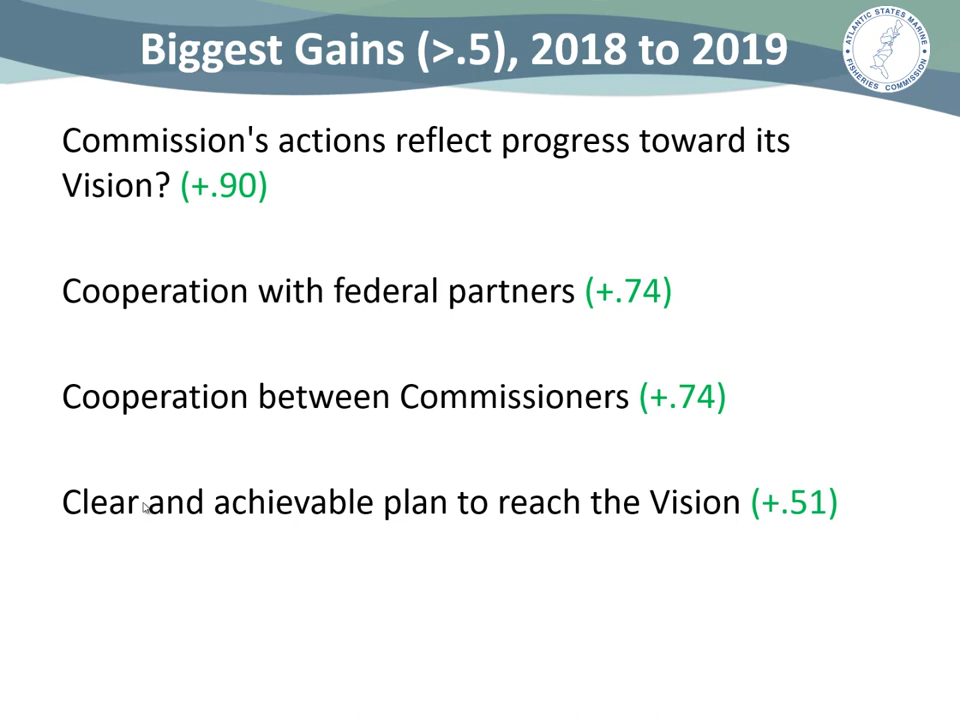 Biggest Gains (>.5), 2018 to 2019
ATLANTIC STATES MARINE
FISHERIES COMMISSION
Commission's actions reflect progress toward its
Vision? (+.90)
Cooperation with federal partners (+.74)
Cooperation between Commissioners (+.74)
Clear and achievable plan to reach the Vision (+.51)